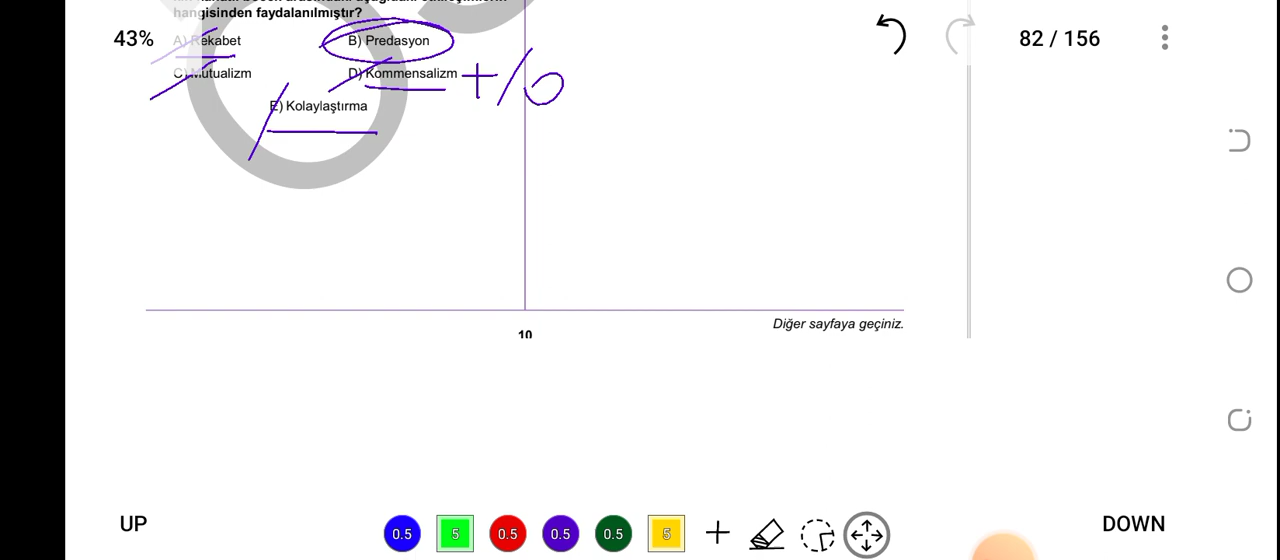 hangisinden faydalanılmıştır?
43%
82 / 156
A) Rekabet
B) Predasyon
C) Mutualizm
D) Kommensalizm +/0
E) Kolaylaştırma
Diğer sayfaya geçiniz.
10
UP
0.5 5 0.5 0.5 0.5 5
DOWN